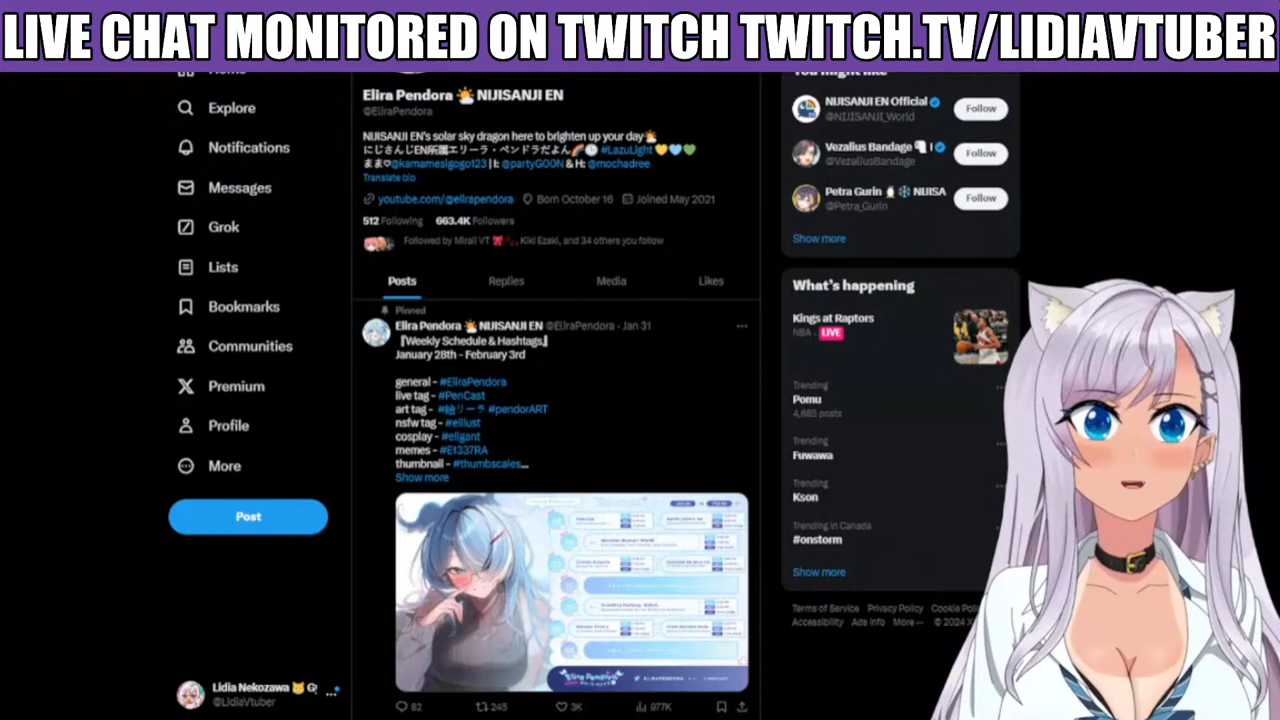 LIVE CHAT MONITORED ON TWITCH TWITCH.TV/LIDIAVTUBER
Home
Explore
Notifications
Messages
Grok
Lists
Bookmarks
Communities
Premium
Profile
More
Post
Lidia Nekozawa
@LidiaVtuber
Elira Pendora NIJISANJI EN
@EliraPendora
NIJISANJI EN's solar sky dragon here to brighten up your day
にじさんじEN所属エリーラ・ペンドラだよん #LazuLight
まま♡@kamamesigogot23 | l: @partyG00N & H: @mochadree
Translate bio
youtube.com/@elirapendora Born October 16 Joined May 2021
512 Following 663.4K Followers
Followed by Mirali VT, Kiki Ezaki, and 34 others you follow
Posts Replies Media Likes
Pinned
Elira Pendora NIJISANJI EN @EliraPendora · Jan 31
『Weekly Schedule & Hashtags』
January 28th - February 3rd
general - #EliraPendora
live tag - #PenCast
art tag - #絵リーラ #pendorART
nsfw tag - #elilust
cosplay - #eligant
memes - #E1337RA
thumbnail - #thumbscales...
Show more
Elira Pendora
ELIRAPENDORA
82 245 3K 977K
You might like
NIJISANJI EN Official
@NIJISANJI_World
Follow
Vezalius Bandage
@VezaliusBandage
Follow
Petra Gurin NIJISA
@Petra_Gurin
Follow
Show more
What's happening
Kings at Raptors
NBA · LIVE
Trending
Pomu
4,685 posts
Trending
Fuwawa
Trending
Kson
Trending in Canada
#onstorm
Show more
Terms of Service Privacy Policy Cookie
Accessibility Ads info More ··· © 2024 X